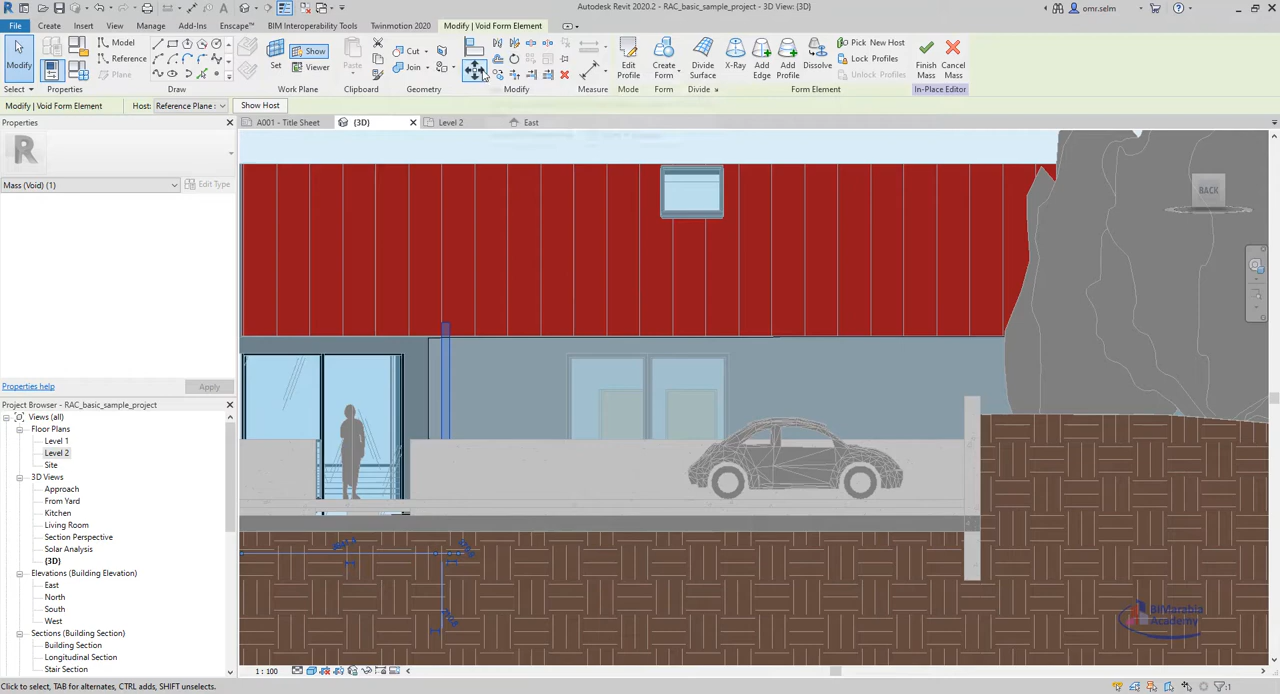 Autodesk Revit 2020.2 - RAC_basic_sample_project - 3D View: {3D}
omr.selm
File Create Insert View Manage Add-Ins Enscape™ BIM Interoperability Tools Twinmotion 2020 Modify | Void Form Element
Modify
Model
Reference
Plane
Set
Show
Viewer
Paste
Cut
Join
Edit Profile
Create Form
Divide Surface
X-Ray
Add Edge
Add Profile
Dissolve
Pick New Host
Lock Profiles
Unlock Profiles
Finish Mass
Cancel Mass
Select Properties Draw Work Plane Clipboard Geometry Modify Measure Mode Form Divide Form Element In-Place Editor
Modify | Void Form Element Host: Reference Plane : Show Host
Properties
A001 - Title Sheet
{3D}
Level 2
East
Mass (Void) (1)
Edit Type
BACK
Properties help
Apply
Project Browser - RAC_basic_sample_project
Views (all)
Floor Plans
Level 1
Level 2
Site
3D Views
Approach
From Yard
Kitchen
Living Room
Section Perspective
Solar Analysis
{3D}
Elevations (Building Elevation)
East
North
South
West
Sections (Building Section)
Building Section
Longitudinal Section
Stair Section
BIMarabia
Academy
1 : 100
Click to select, TAB for alternates, CTRL adds, SHIFT unselects.
:1